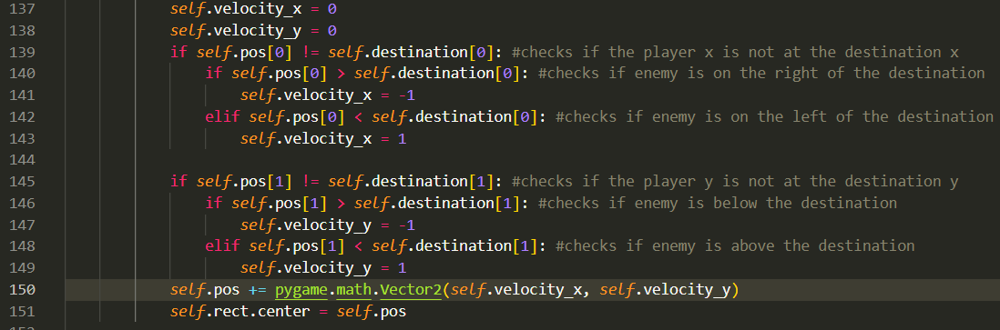 137 self.velocity_x = 0
138 self.velocity_y = 0
139 if self.pos[0] != self.destination[0]: #checks if the player x is not at the destination x
140 if self.pos[0] > self.destination[0]: #checks if enemy is on the right of the destination
141 self.velocity_x = -1
142 elif self.pos[0] < self.destination[0]: #checks if enemy is on the left of the destination
143 self.velocity_x = 1
144
145 if self.pos[1] != self.destination[1]: #checks if the player y is not at the destination y
146 if self.pos[1] > self.destination[1]: #checks if enemy is below the destination
147 self.velocity_y = -1
148 elif self.pos[1] < self.destination[1]: #checks if enemy is above the destination
149 self.velocity_y = 1
150 self.pos += pygame.math.Vector2(self.velocity_x, self.velocity_y)
151 self.rect.center = self.pos